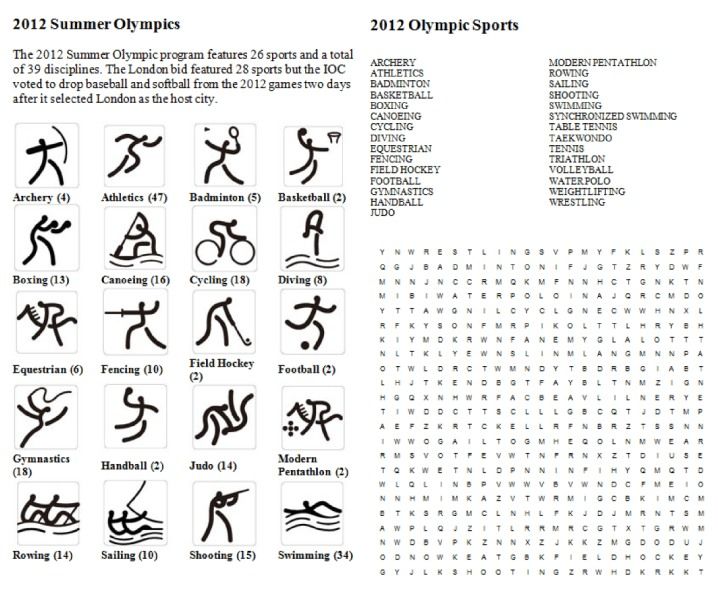 2012 Summer Olympics
The 2012 Summer Olympic program features 26 sports and a total
of 39 disciplines. The London bid featured 28 sports but the IOC
voted to drop baseball and softball from the 2012 games two days
after it selected London as the host city.
Archery (4) Athletics (47) Badminton (5) Basketball (2)
Boxing (13) Canoeing (16) Cycling (18) Diving (8)
Equestrian (6) Fencing (10) Field Hockey
(2) Football (2)
Gymnastics
(18) Handball (2) Judo (14) Modern
Pentathlon (2)
Rowing (14) Sailing (10) Shooting (15) Swimming (34)
2012 Olympic Sports
ARCHERY
ATHLETICS
BADMINTON
BASKETBALL
BOXING
CANOEING
CYCLING
DIVING
EQUESTRIAN
FENCING
FIELD HOCKEY
FOOTBALL
GYMNASTICS
HANDBALL
JUDO
MODERN PENTATHLON
ROWING
SAILING
SHOOTING
SWIMMING
SYNCHRONIZED SWIMMING
TABLE TENNIS
TAEKWONDO
TENNIS
TRIATHLON
VOLLEYBALL
WATER POLO
WEIGHTLIFTING
WRESTLING
Y N W R E S T L I N G S V P M Y F K L S Z P R
Q G J B A D M I N T O N I F J G T Z R Y D W F
M N N J N C C R M Q K M F N N H C T G N K T N
M I B I W A T E R P O L O I N A J Q R C M D O
Y T T A W G N I L C Y C L G N E C W W H N X L
R F K Y S O N F M R P I K O L T T L H R Y B H
K I Y M D K R W N F A N E M Y G L A L O T T T
N L T K L Y E W N S L I N M L A N G M N N P A
O T W L D R C T W M N D Y T B D R B G I A B T
L H J T K E N D B G T F A Y B L T N M Z I G N
H G Q X N H W R F A C B E A V L I L N E R Y E
T I W D D C T T S C L L L G B C Q T J D T M P
A E F Z K R T C K E L L R F N B R Z T S S N N
I W W O G A I L T O G M H E Q O L N M W E A R
R M S V O T F E V W T N F R N X Z T D I U S E
T Q K W E T N L D P N N I N F I H Y Q M Q T D
W L Q L I N B P V W W V B V W N D C F M E I O
N N H M I M K A Z V T W R M I G C B K I M C M
B T K S R G M C L N H L F K J D J M R N T S M
A W P L Q J Z I T L R R M R C G T X T G R W M
N W D B V P K Z N N X Z J K K Z M G D O D U J
O D N O W K E A T G B K F I E L D H O C K E Y
G Y J L K S H O O T I N G Z R W H D K R K K T